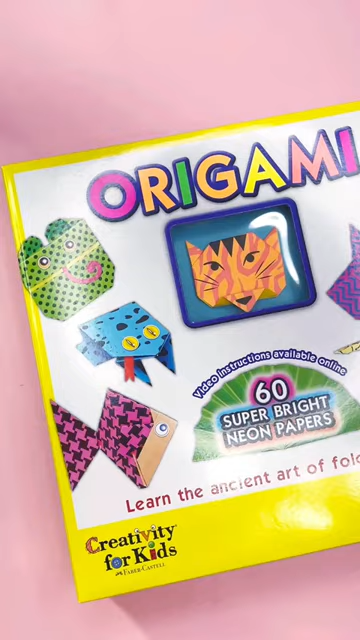 ORIGAMI
Video instructions available online
60
SUPER BRIGHT
NEON PAPERS
Learn the ancient art of
Creativity
for Kids
FABER-CASTELL